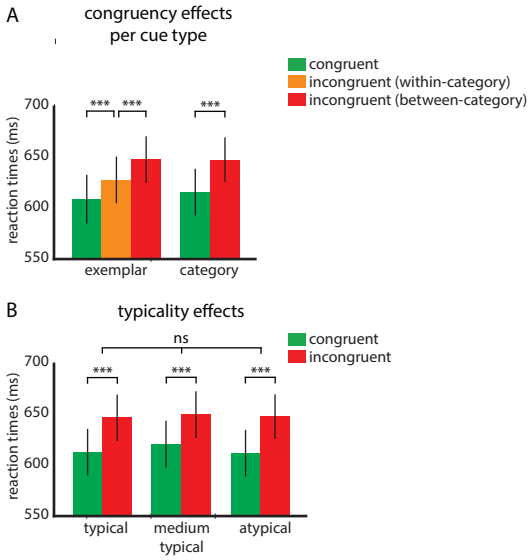 A
congruency effects
per cue type
congruent
incongruent (within-category)
incongruent (between-category)
700
650
600
550
reaction times (ms)
*** *** ***
exemplar category
B
typicality effects
congruent
incongruent
ns
700
650
600
550
reaction times (ms)
*** *** ***
typical medium atypical
typical